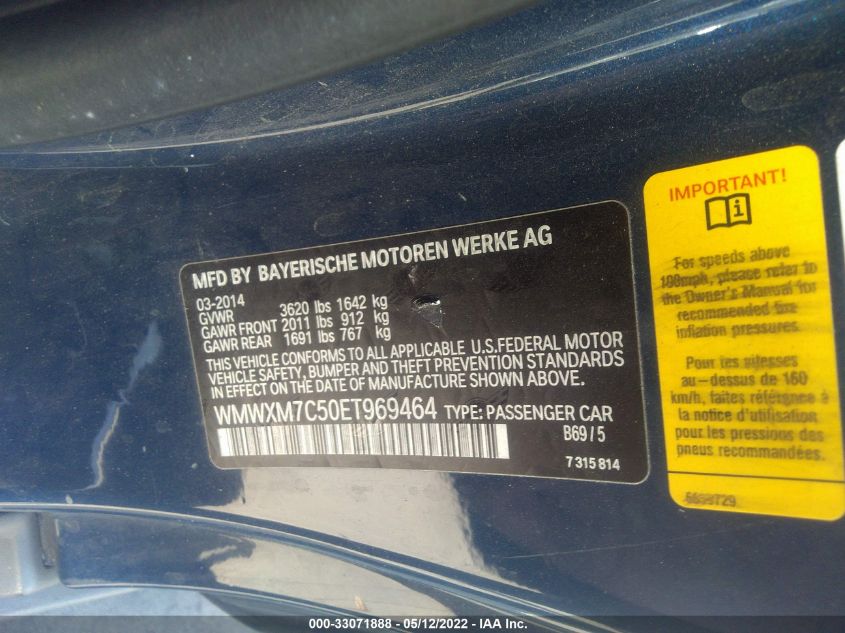 MFD BY BAYERISCHE MOTOREN WERKE AG
03-2014
GVWR 3620 lbs 1642 kg
GAWR FRONT 2011 lbs 912 kg
GAWR REAR 1691 lbs 767 kg
THIS VEHICLE CONFORMS TO ALL APPLICABLE U.S.FEDERAL MOTOR
VEHICLE SAFETY, BUMPER AND THEFT PREVENTION STANDARDS
IN EFFECT ON THE DATE OF MANUFACTURE SHOWN ABOVE.
WMWXM7C50ET969464 TYPE: PASSENGER CAR
B69/5
7 315 814
IMPORTANT!
i
For speeds above
100mph, please refer to
the Owner's Manual for
recommended tire
inflation pressures.
Pour les vitesses
au-dessus de 160
km/h, faites référence à
la notice pour les
pneus recommandées.
000-33071888 - 05/12/2022 - IAA Inc.